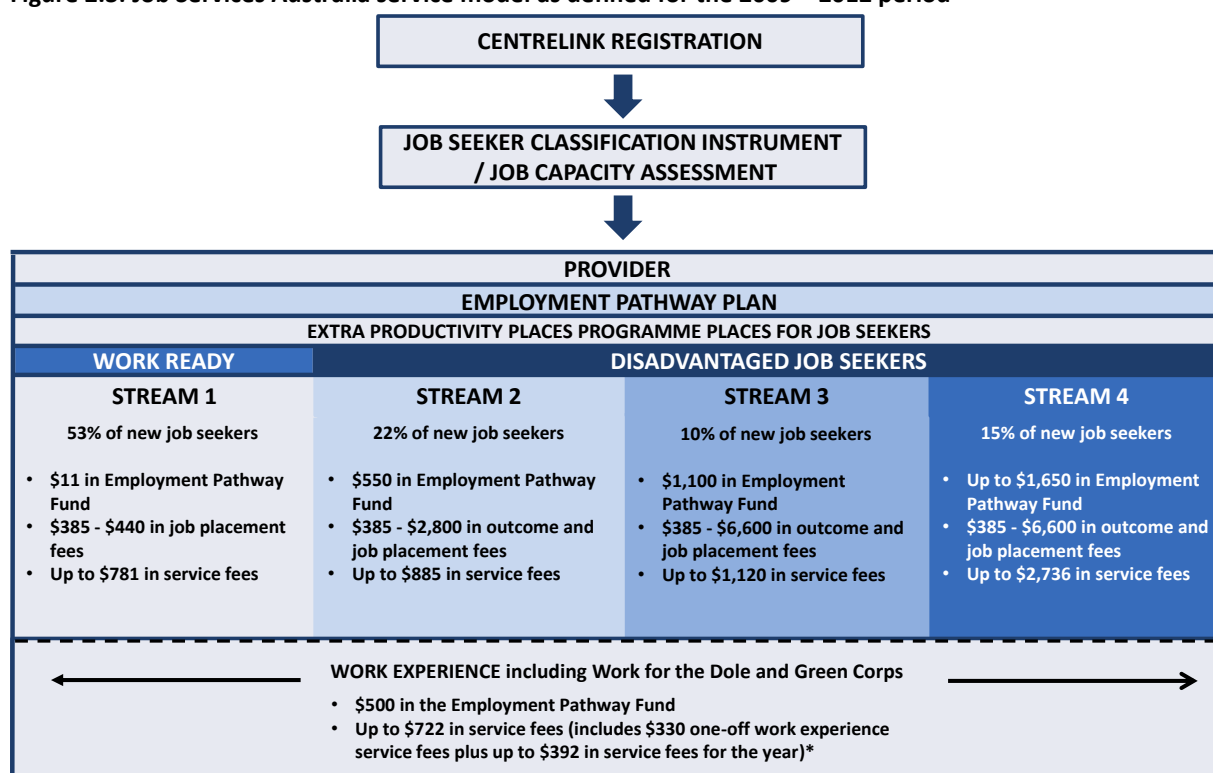 CENTRELINK REGISTRATION
JOB SEEKER CLASSIFICATION INSTRUMENT
/ JOB CAPACITY ASSESSMENT
PROVIDER
EMPLOYMENT PATHWAY PLAN
EXTRA PRODUCTIVITY PLACES PROGRAMME PLACES FOR JOB SEEKERS
WORK READY
DISADVANTAGED JOB SEEKERS
STREAM 1
53% of new job seekers
• $11 in Employment Pathway
Fund
• $385 - $440 in job placement
fees
• Up to $781 in service fees
STREAM 2
22% of new job seekers
• $550 in Employment Pathway
Fund
• $385 - $2,800 in outcome and
job placement fees
• Up to $885 in service fees
STREAM 3
10% of new job seekers
• $1,100 in Employment
Pathway Fund
• $385 - $6,600 in outcome and
job placement fees
• Up to $1,120 in service fees
STREAM 4
15% of new job seekers
• Up to $1,650 in Employment
Pathway Fund
• $385 - $6,600 in outcome and
job placement fees
• Up to $2,736 in service fees
WORK EXPERIENCE including Work for the Dole and Green Corps
• $500 in the Employment Pathway Fund
• Up to $722 in service fees (includes $330 one-off work experience
service fees plus up to $392 in service fees for the year)*